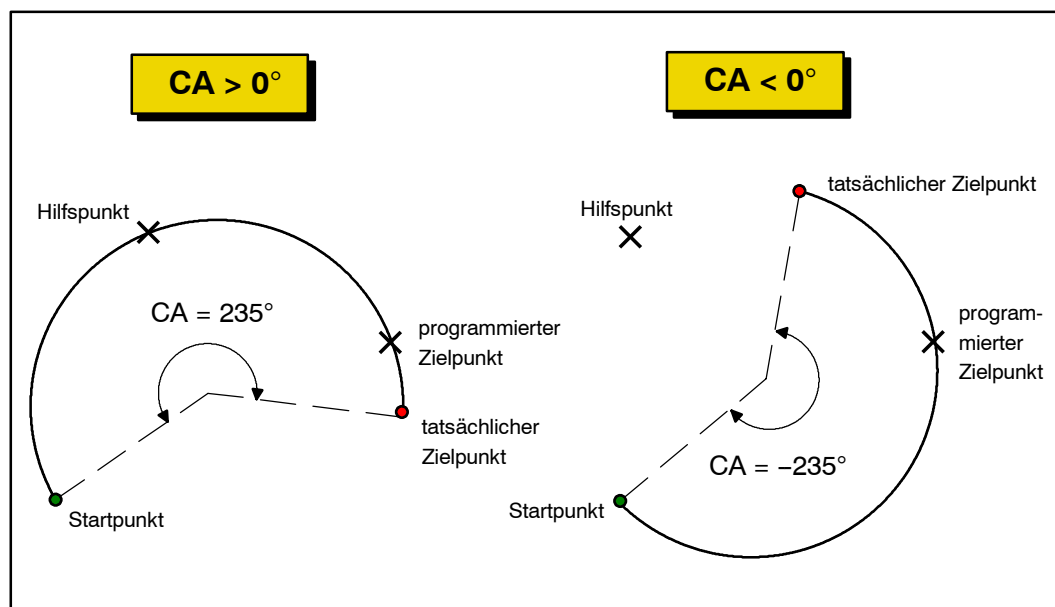 CA > 0°
Hilfspunkt
CA = 235°
programmierter
Zielpunkt
tatsächlicher
Zielpunkt
Startpunkt
CA < 0°
tatsächlicher Zielpunkt
Hilfspunkt
program-
mierter
Zielpunkt
CA = −235°
Startpunkt